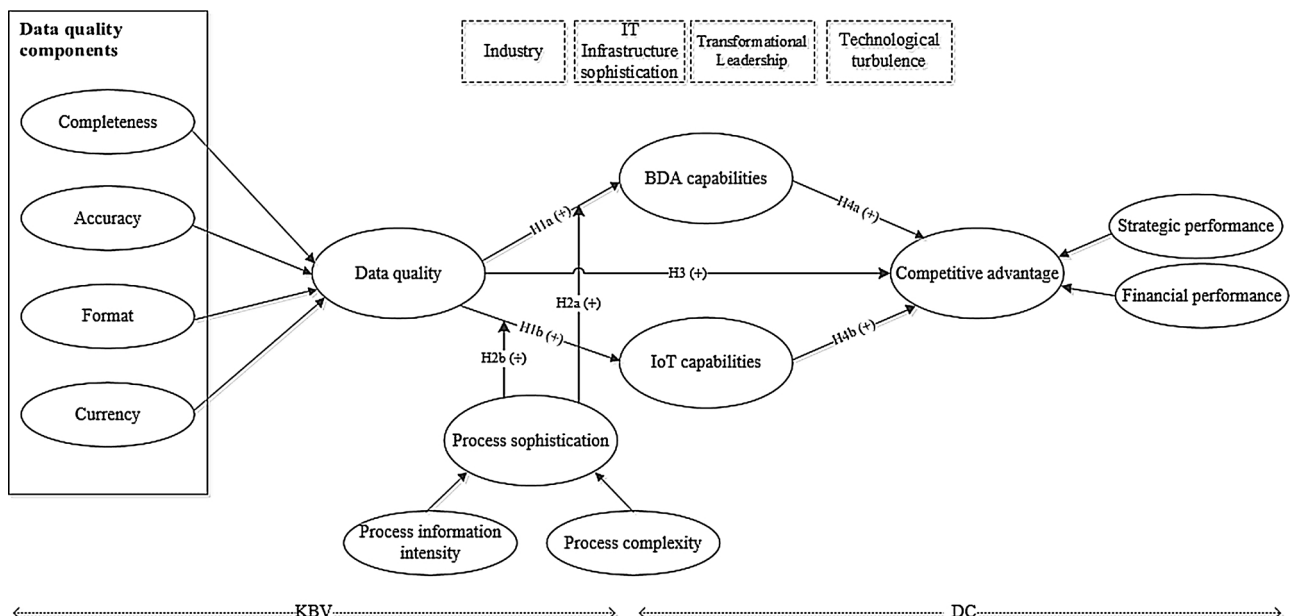 Data quality
components
Industry
IT
Infrastructure
sophistication
Transformational
Leadership
Technological
turbulence
Completeness
Accuracy
Format
Currency
Data quality
BDA capabilities
IoT capabilities
Competitive advantage
Strategic performance
Financial performance
H1a (+)
H4a (+)
H3 (+)
H2a (+)
H1b (+)
H2b (+)
H4b (+)
Process sophistication
Process information
intensity
Process complexity
KBV
DC